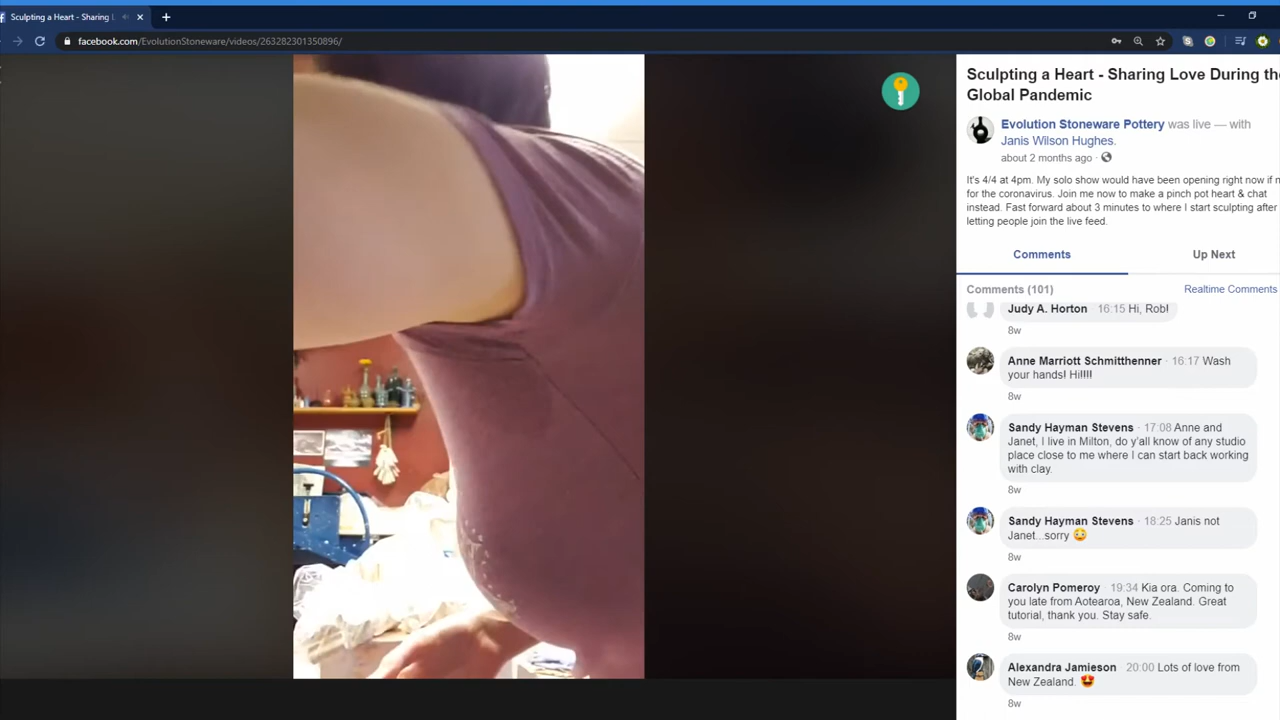 Sculpting a Heart - Sharing L
facebook.com/EvolutionStoneware/videos/263282301350896/
Sculpting a Heart - Sharing Love During the
Global Pandemic
Evolution Stoneware Pottery was live — with
Janis Wilson Hughes.
about 2 months ago ·
It's 4/4 at 4pm. My solo show would have been opening right now if
for the coronavirus. Join me now to make a pinch pot heart & chat
instead. Fast forward about 3 minutes to where I start sculpting after
letting people join the live feed.
Comments
Up Next
Comments (101)
Realtime Comments
Judy A. Horton · 16:15 Hi, Rob!
8w
Anne Marriott Schmitthenner · 16:17 Wash
your hands! Hi!!!!
8w
Sandy Hayman Stevens · 17:08 Anne and
Janet, I live in Milton, do y'all know of any studio
place close to me where I can start back working
with clay.
8w
Sandy Hayman Stevens · 18:25 Janis not
Janet...sorry 😳
8w
Carolyn Pomeroy · 19:34 Kia ora. Coming to
you late from Aotearoa, New Zealand. Great
tutorial, thank you. Stay safe.
8w
Alexandra Jamieson · 20:00 Lots of love from
New Zealand. 😍
8w